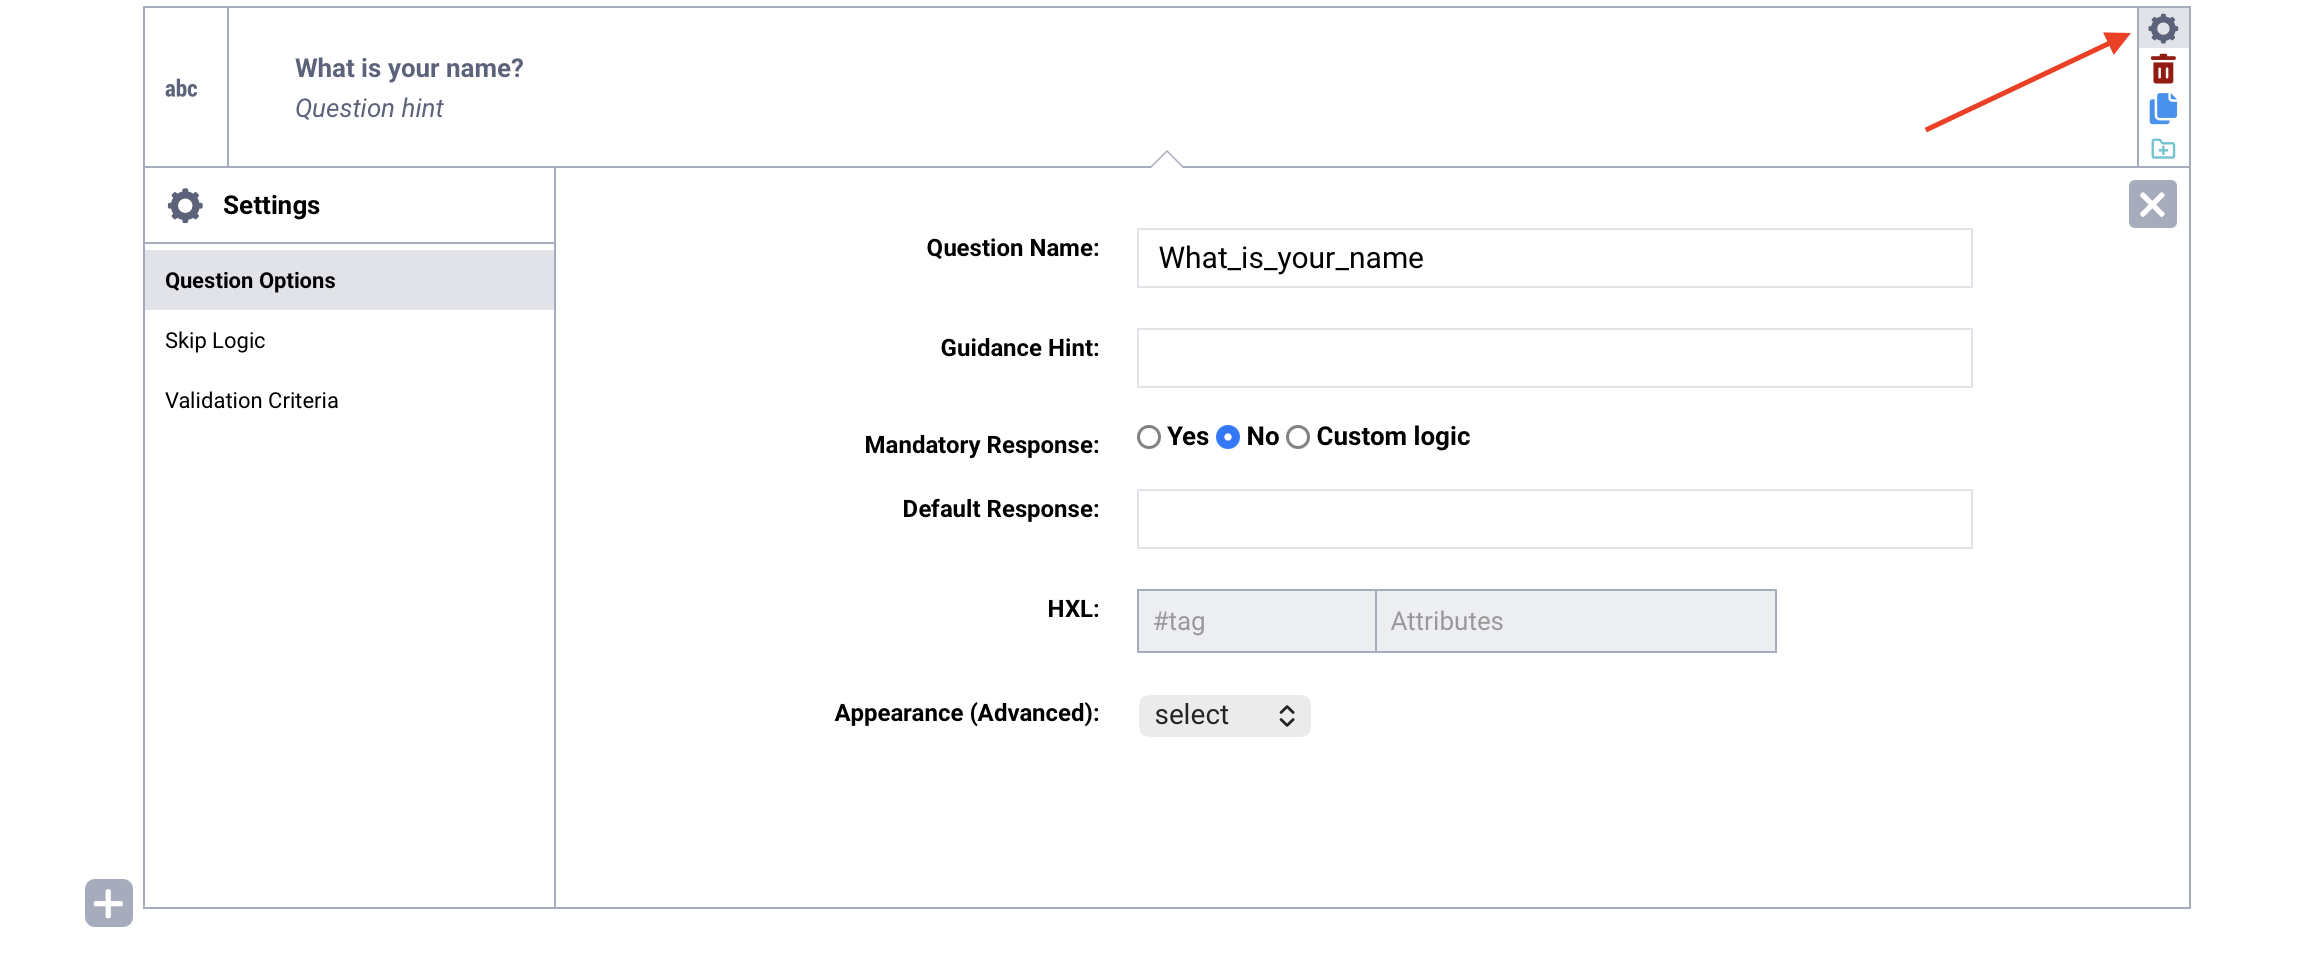 abc
What is your name?
Question hint
Settings
Question Options
Skip Logic
Validation Criteria
Question Name:
What_is_your_name
Guidance Hint:
Mandatory Response:
Yes No Custom logic
Default Response:
HXL:
#tag Attributes
Appearance (Advanced):
select